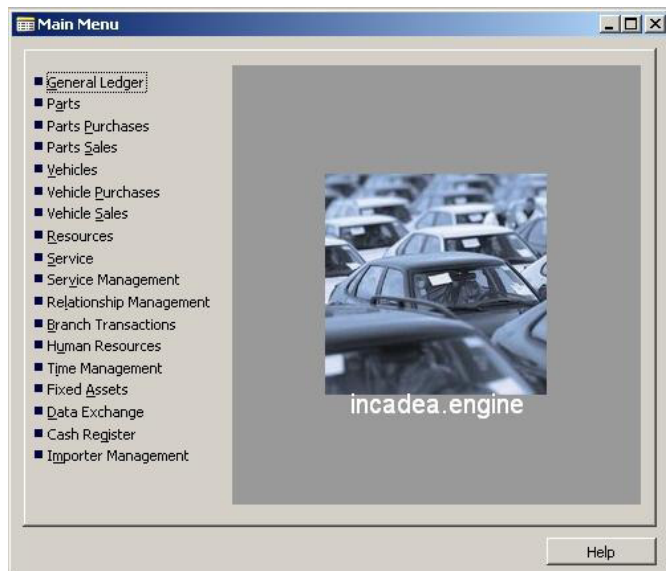 Main Menu
General Ledger
Parts
Parts Purchases
Parts Sales
Vehicles
Vehicle Purchases
Vehicle Sales
Resources
Service
Service Management
Relationship Management
Branch Transactions
Human Resources
Time Management
Fixed Assets
Data Exchange
Cash Register
Importer Management
incadea.engine
Help